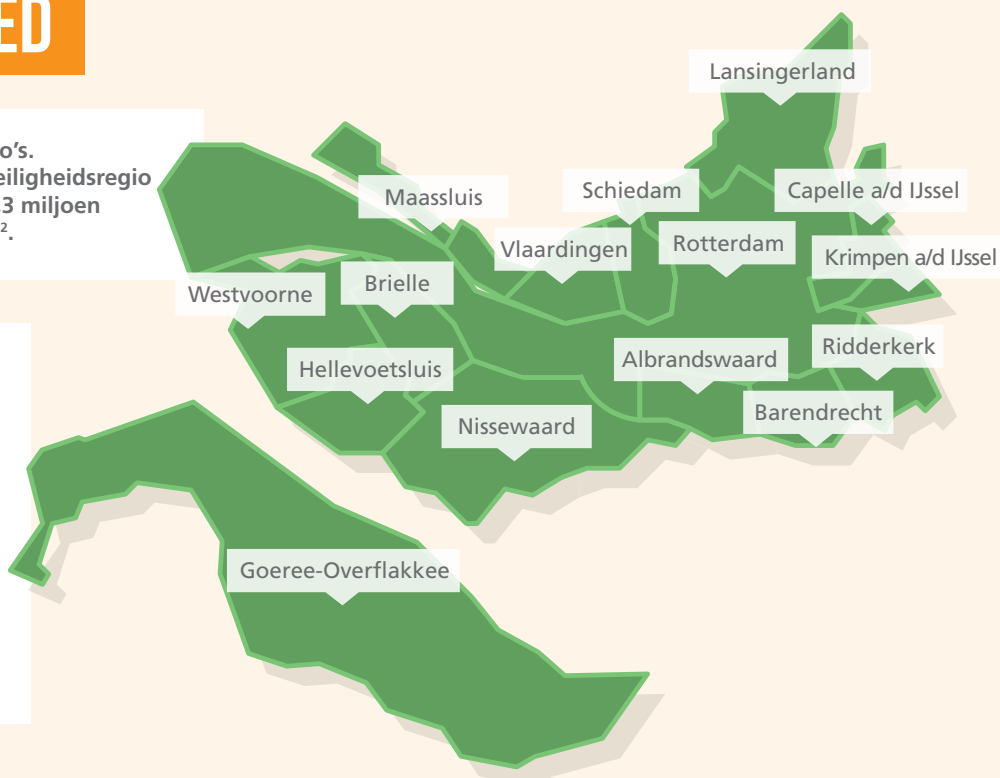 ED
o's.
eiligheidsregio
3 miljoen
².
Lansingerland
Maassluis
Schiedam
Capelle a/d IJssel
Vlaardingen
Rotterdam
Krimpen a/d IJssel
Westvoorne
Brielle
Hellevoetsluis
Albrandswaard
Ridderkerk
Nissewaard
Barendrecht
Goeree-Overflakkee